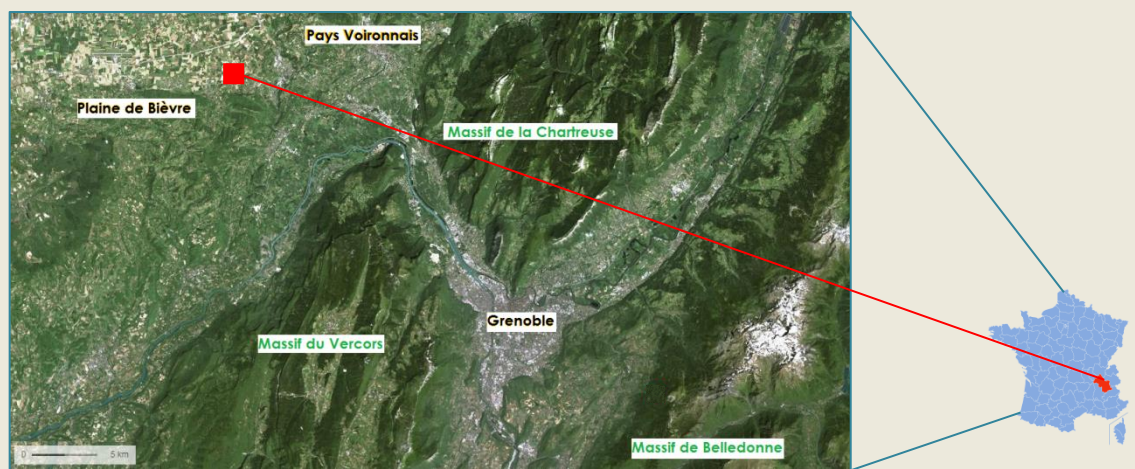 Pays Voironnais
Plaine de Bièvre
Massif de la Chartreuse
Grenoble
Massif du Vercors
Massif de Belledonne
0 5 km